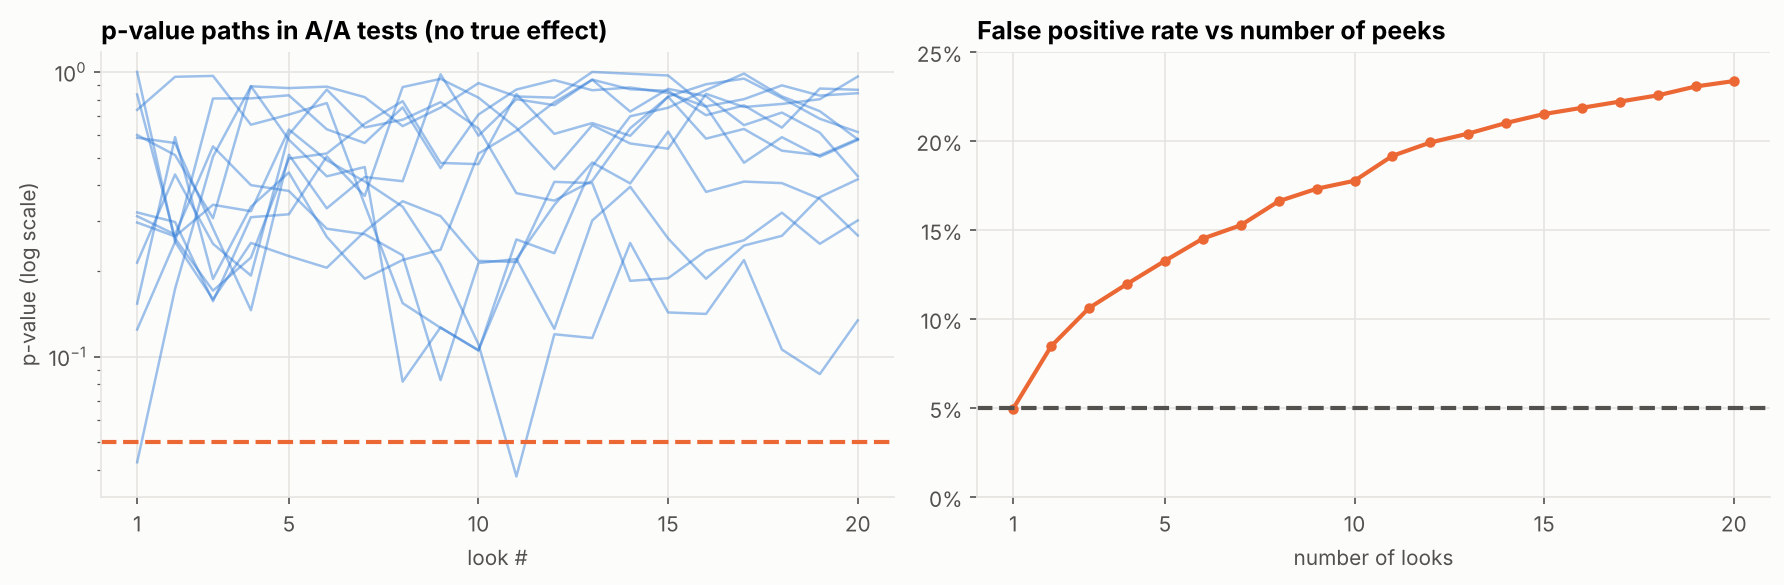 p-value paths in A/A tests (no true effect)
p-value (log scale)
10⁰
10⁻¹
1 5 10 15 20
look #
False positive rate vs number of peeks
25%
20%
15%
10%
5%
0%
1 5 10 15 20
number of looks